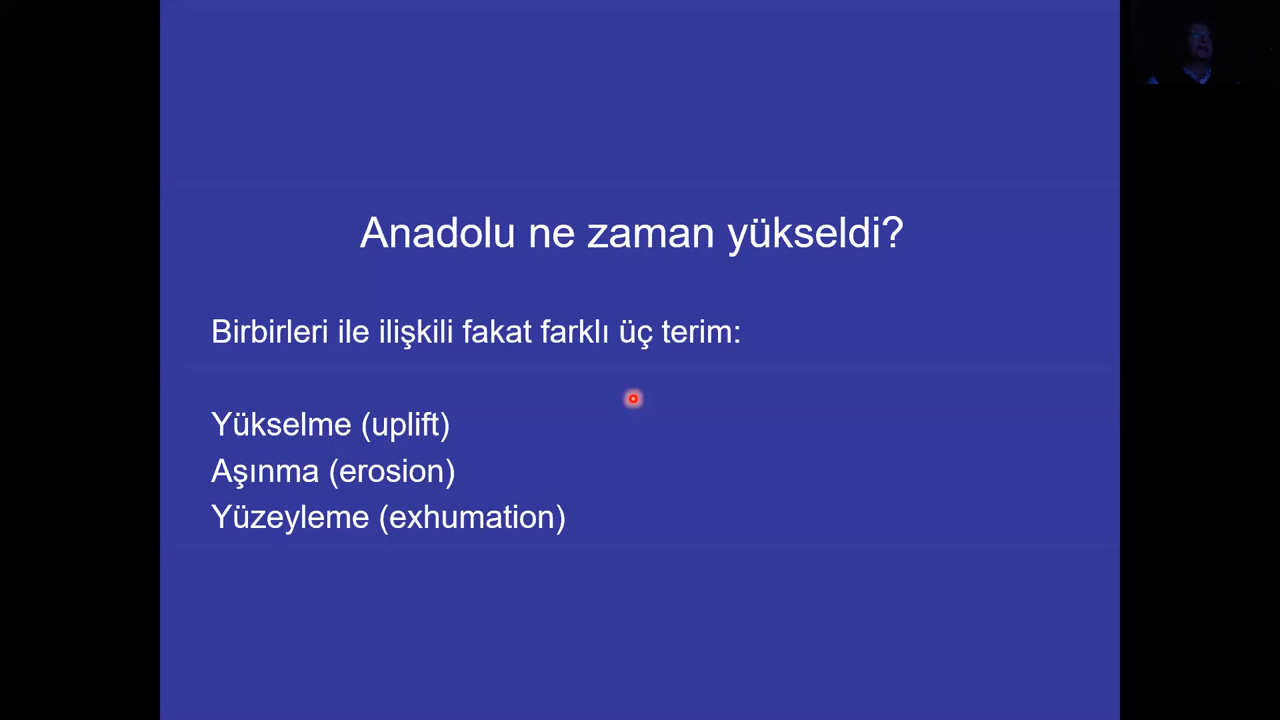 Anadolu ne zaman yükseldi?
Birbirleri ile ilişkili fakat farklı üç terim:
Yükselme (uplift)
Aşınma (erosion)
Yüzeyleme (exhumation)